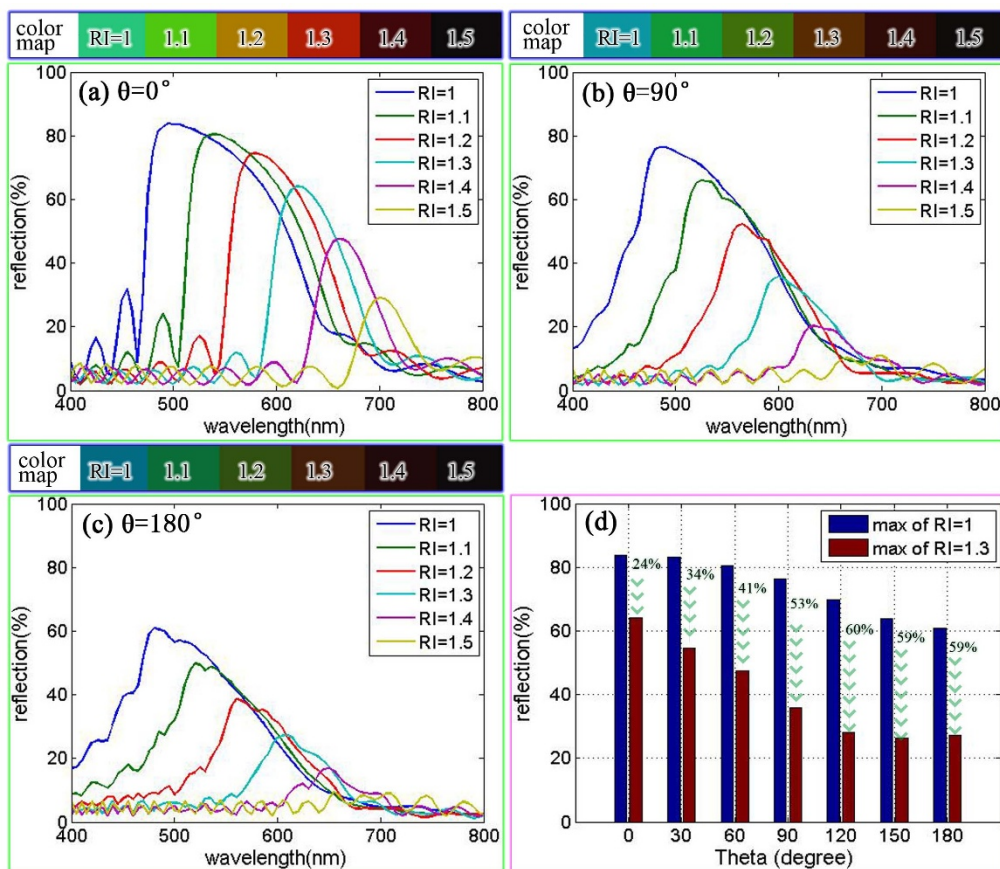 color map RI=1 1.1 1.2 1.3 1.4 1.5
(a) θ=0°
RI=1
RI=1.1
RI=1.2
RI=1.3
RI=1.4
RI=1.5
reflection(%)
100
80
60
40
20
0
400 500 600 700 800
wavelength(nm)
color map RI=1 1.1 1.2 1.3 1.4 1.5
(b) θ=90°
RI=1
RI=1.1
RI=1.2
RI=1.3
RI=1.4
RI=1.5
reflection(%)
100
80
60
40
20
0
400 500 600 700 800
wavelength(nm)
color map RI=1 1.1 1.2 1.3 1.4 1.5
(c) θ=180°
RI=1
RI=1.1
RI=1.2
RI=1.3
RI=1.4
RI=1.5
reflection(%)
100
80
60
40
20
0
400 500 600 700 800
wavelength(nm)
(d)
max of RI=1
max of RI=1.3
24% 34% 41% 53% 60% 59% 59%
reflection(%)
100
80
60
40
20
0
0 30 60 90 120 150 180
Theta (degree)